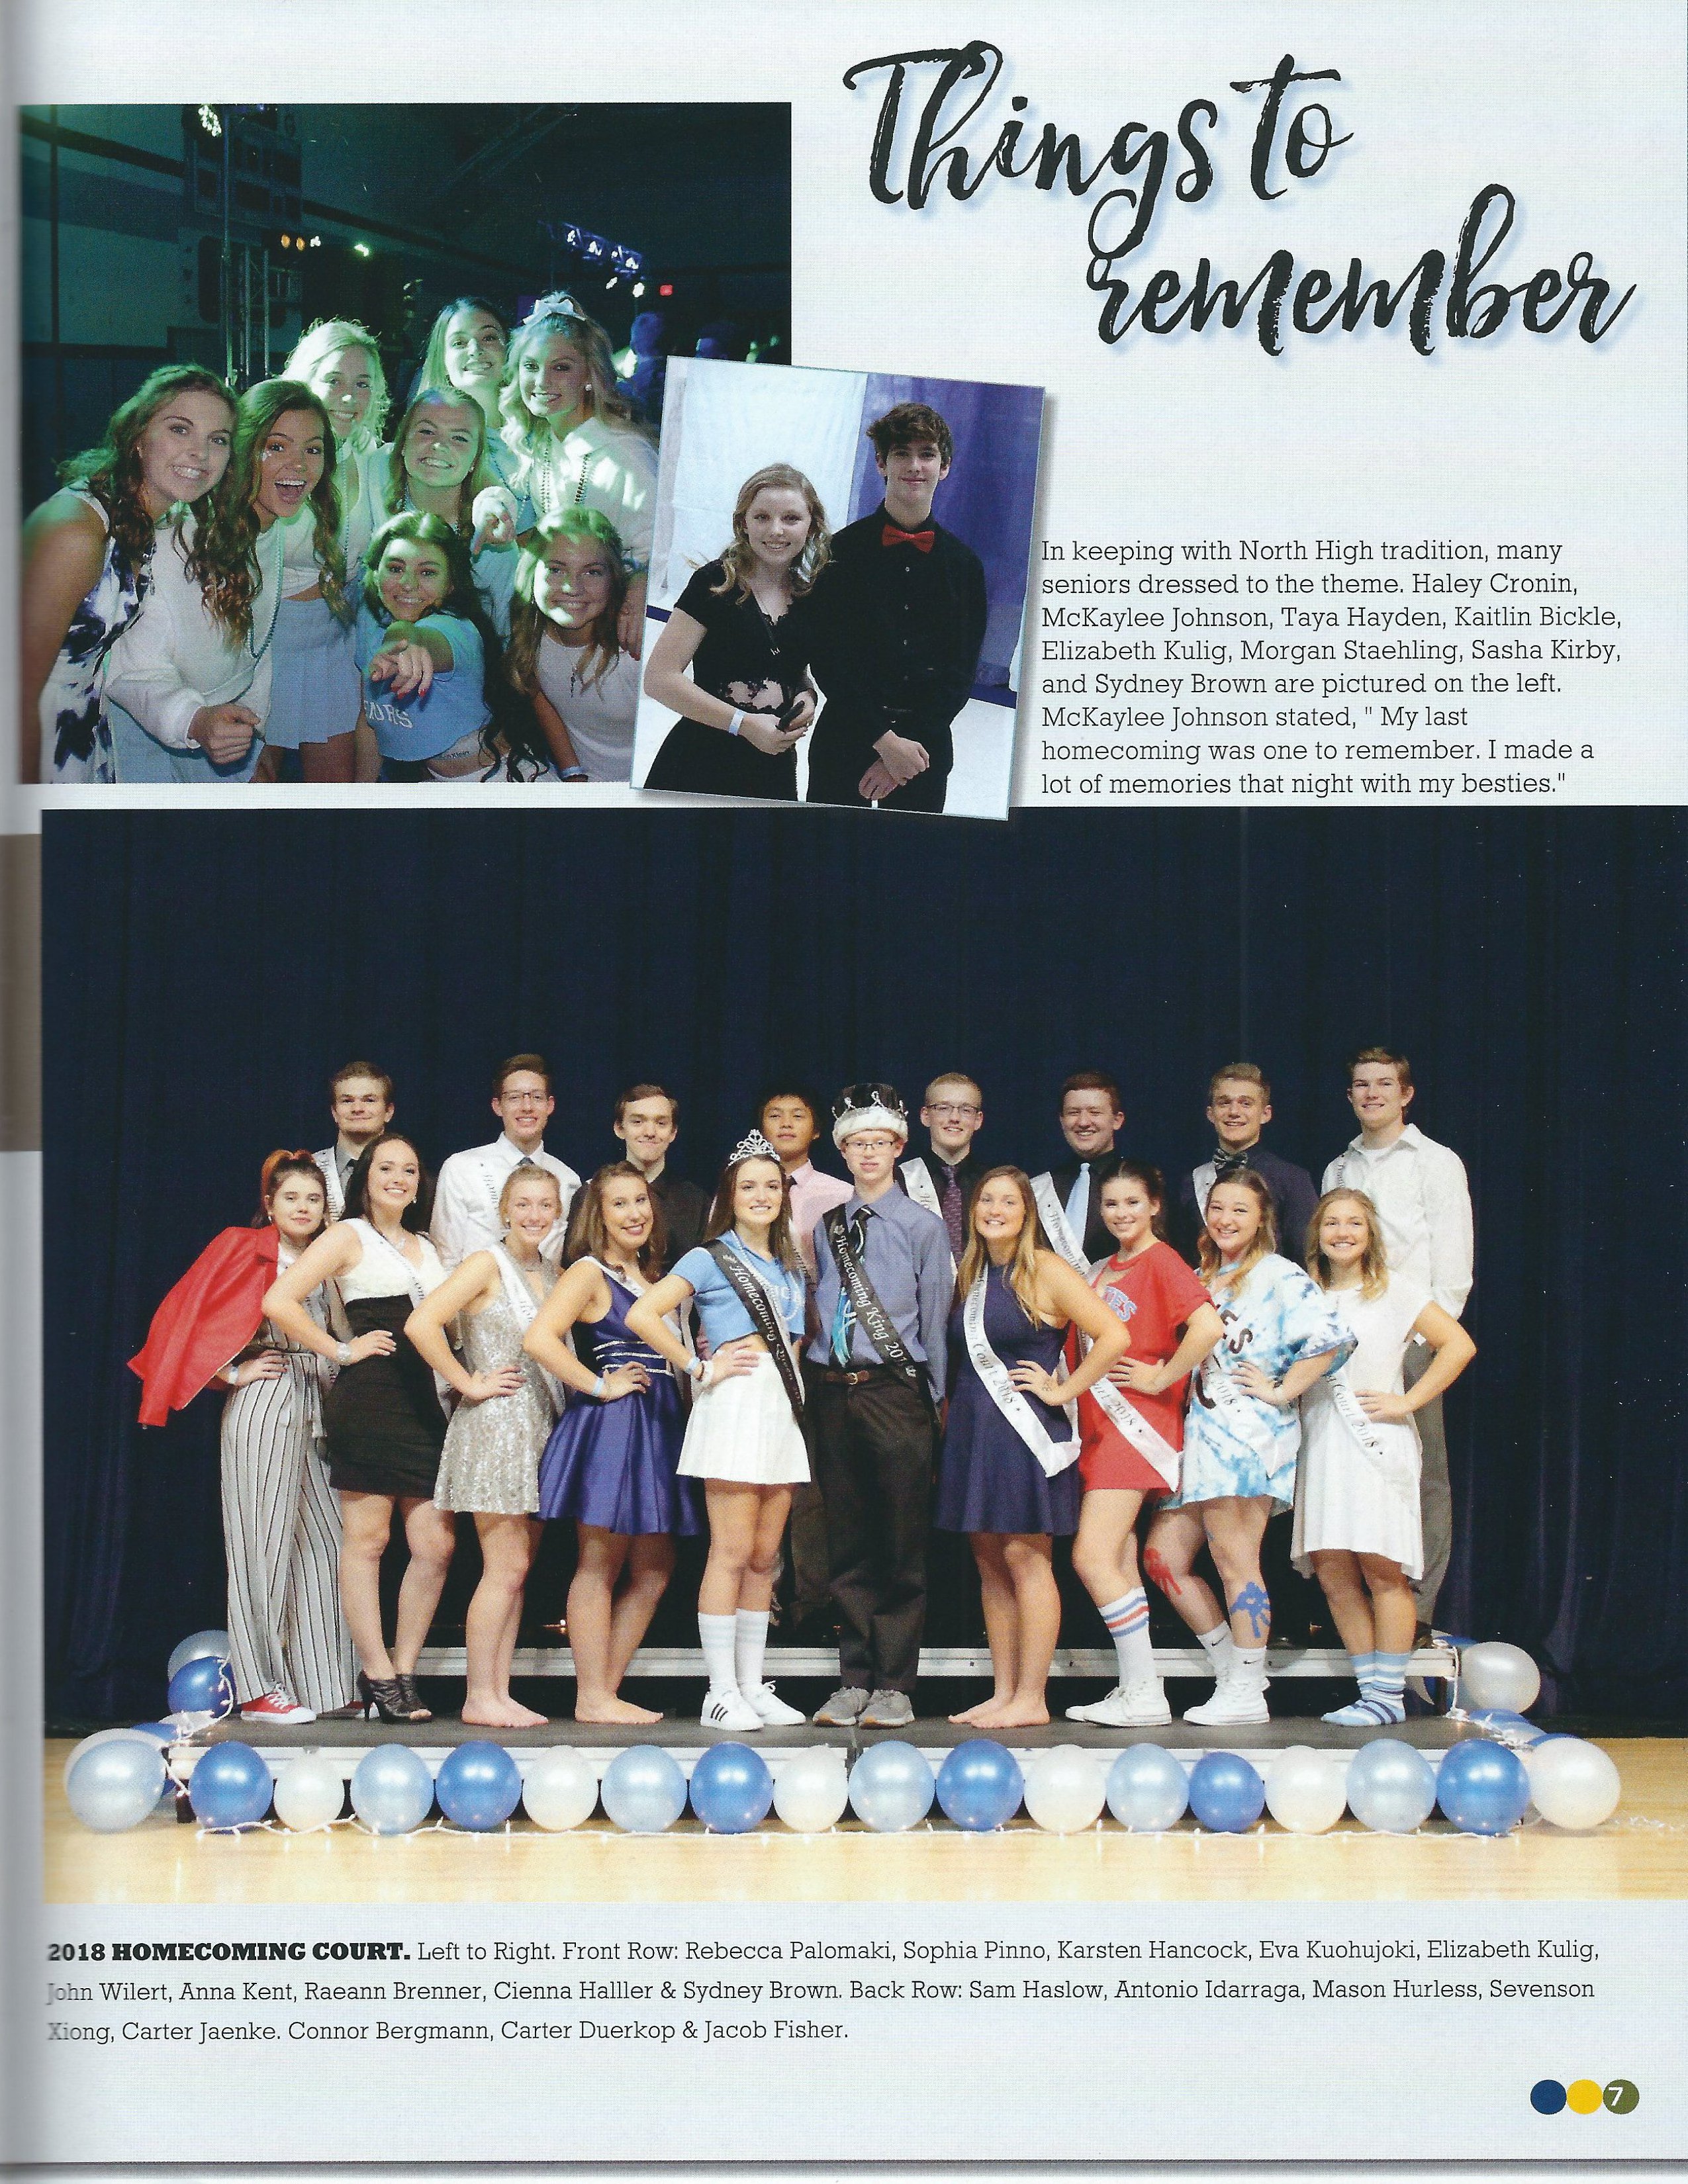 Things to
remember
In keeping with North High tradition, many
seniors dressed to the theme. Haley Cronin,
McKaylee Johnson, Taya Hayden, Kaitlin Bickle,
Elizabeth Kulig, Morgan Staehling, Sasha Kirby,
and Sydney Brown are pictured on the left.
McKaylee Johnson stated, " My last
homecoming was one to remember. I made a
lot of memories that night with my besties."
Homecoming Queen
Homecoming King 201
Court 2018
urt 2018
2018
Court 2018
2018 HOMECOMING COURT. Left to Right. Front Row: Rebecca Palomaki, Sophia Pinno, Karsten Hancock, Eva Kuohujoki, Elizabeth Kulig,
John Wilert, Anna Kent, Raeann Brenner, Cienna Halller & Sydney Brown. Back Row: Sam Haslow, Antonio Idarraga, Mason Hurless, Sevenson
Xiong, Carter Jaenke. Connor Bergmann, Carter Duerkop & Jacob Fisher.
7